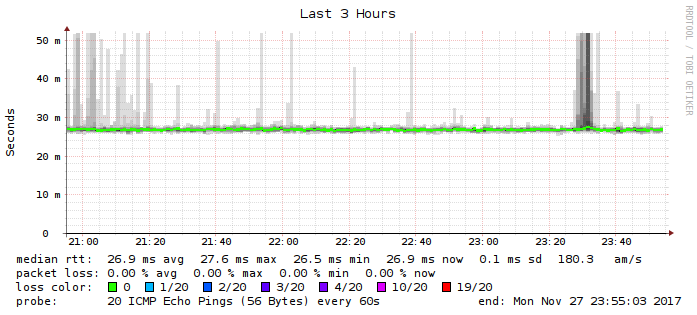 Last 3 Hours
RRDTOOL / TOBI OETIKER
Seconds
50 m
40 m
30 m
20 m
10 m
0
21:00 21:20 21:40 22:00 22:20 22:40 23:00 23:20 23:40
median rtt: 26.9 ms avg 27.6 ms max 26.5 ms min 26.9 ms now 0.1 ms sd 180.3 am/s
packet loss: 0.00 % avg 0.00 % max 0.00 % min 0.00 % now
loss color: 0 1/20 2/20 3/20 4/20 10/20 19/20
probe: 20 ICMP Echo Pings (56 Bytes) every 60s end: Mon Nov 27 23:55:03 2017